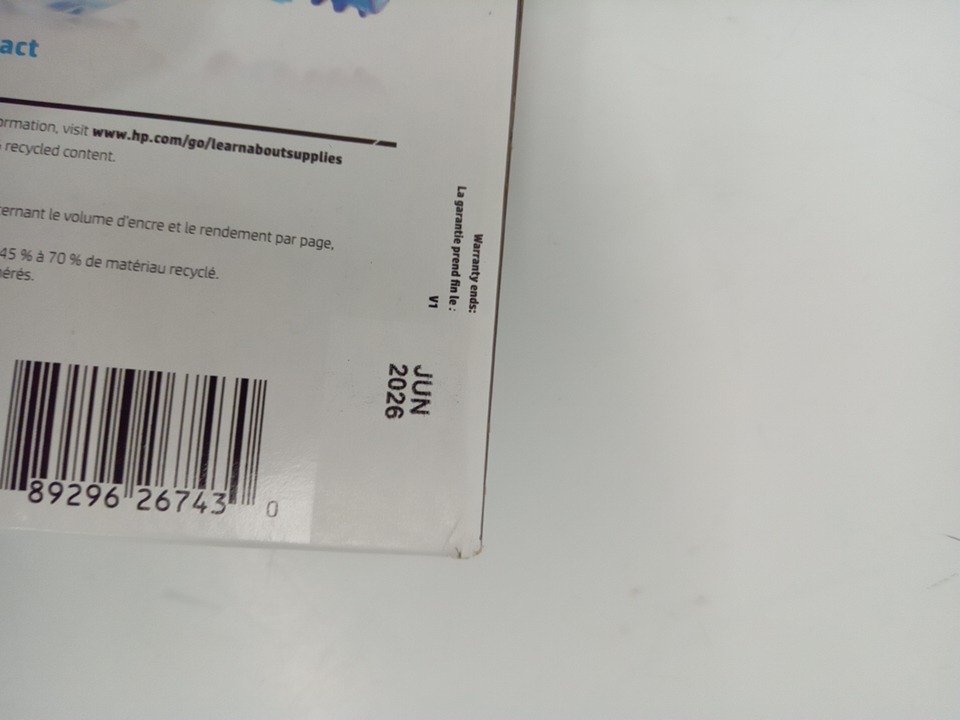 act
ormation, visit www.hp.com/go/learnaboutsupplies
recycled content.
ernant le volume d'encre et le rendement par page,
45 % à 70 % de matériau recyclé.
érés.
Warranty ends:
La garantie prend fin le :
V1
JUN
2026
89296 26743 0